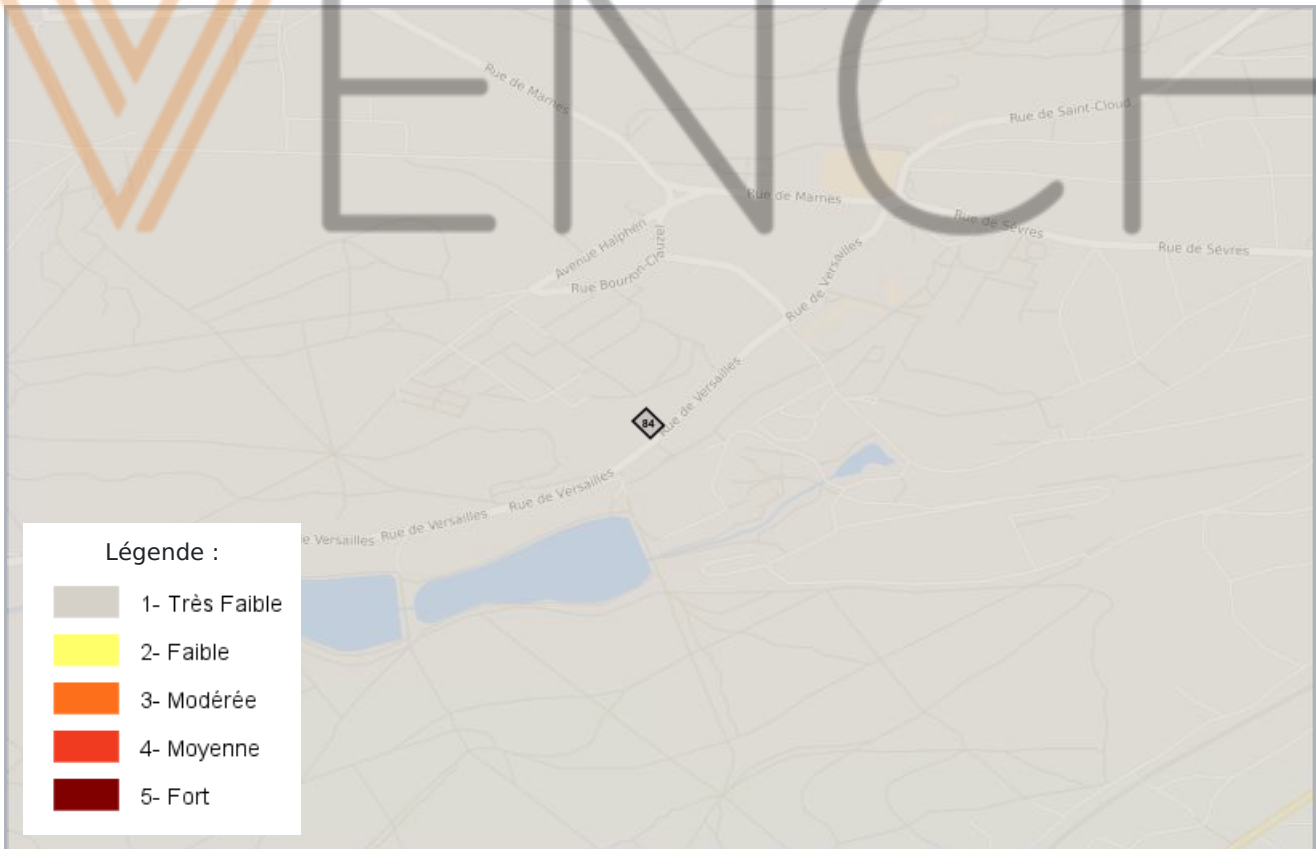 VENCH
Rue de Marnes
Rue de Saint-Cloud
Rue de Marnes
Rue de Sèvres
Rue de Sèvres
Avenue Halphen
Rue Bourron-Clauzel
Rue de Versailles
Rue de Versailles
84
Rue de Versailles
Rue de Versailles
e Versailles
Légende :
1- Très Faible
2- Faible
3- Modérée
4- Moyenne
5- Fort